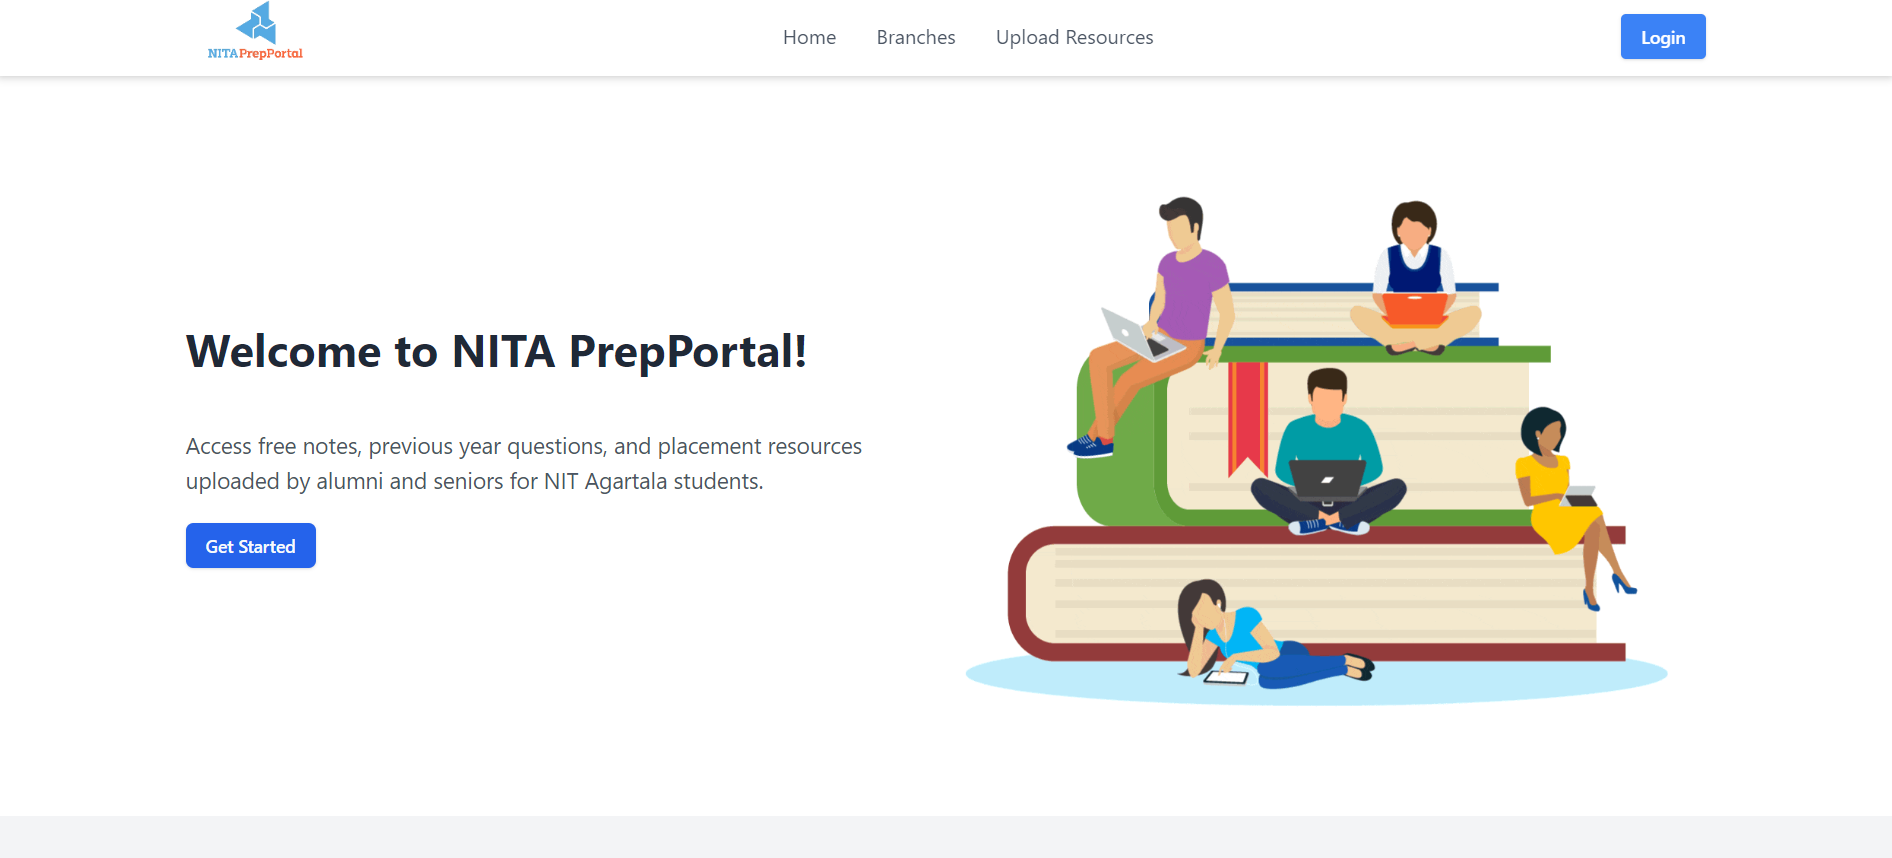 NITAPrepPortal
Home
Branches
Upload Resources
Login
Welcome to NITA PrepPortal!
Access free notes, previous year questions, and placement resources
uploaded by alumni and seniors for NIT Agartala students.
Get Started